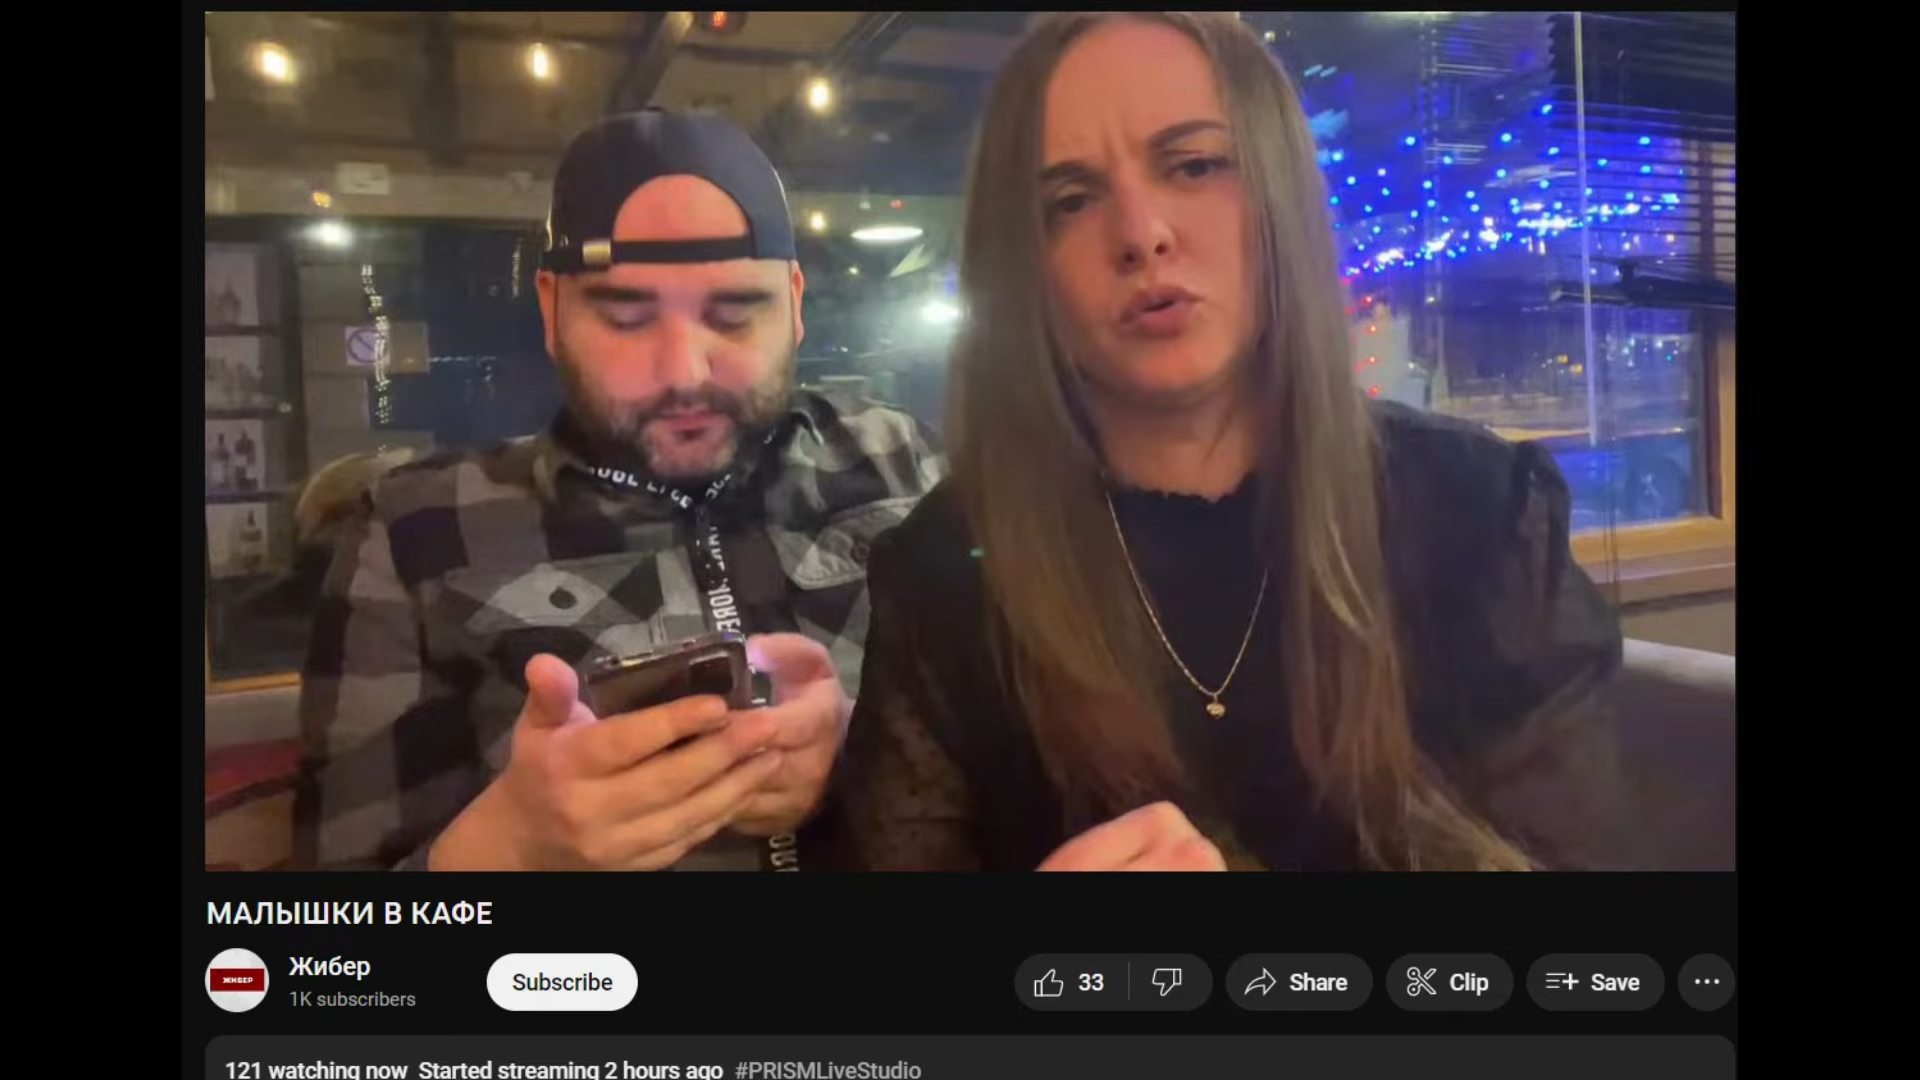 МАЛЫШКИ В КАФЕ
ЖИБЕР
Жибер
1K subscribers
Subscribe
33
Share
Clip
Save
121 watching now Started streaming 2 hours ago #PRISMLiveStudio